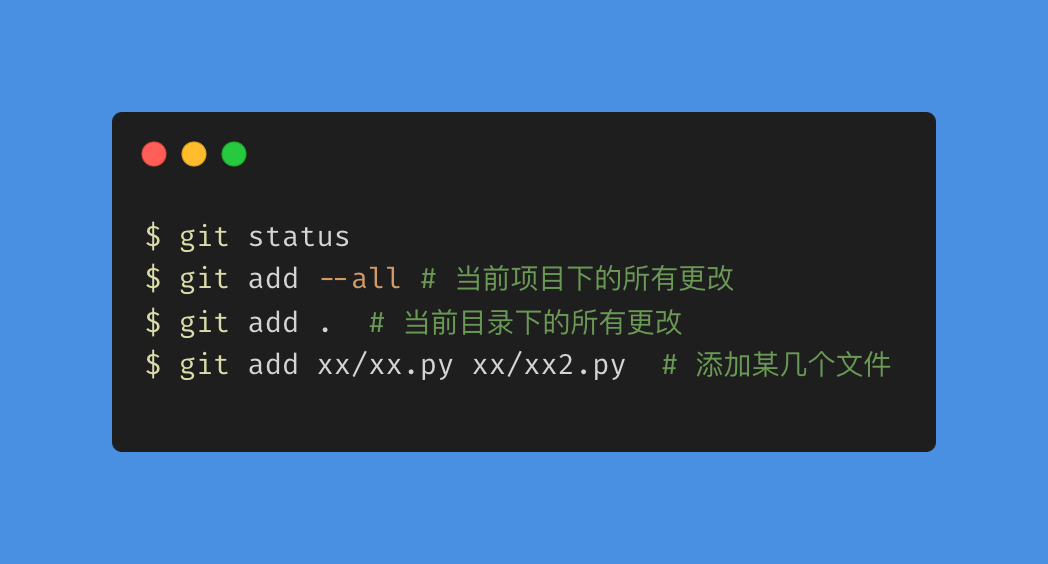 $ git status
$ git add --all # 当前项目下的所有更改
$ git add .  # 当前目录下的所有更改
$ git add xx/xx.py xx/xx2.py  # 添加某几个文件